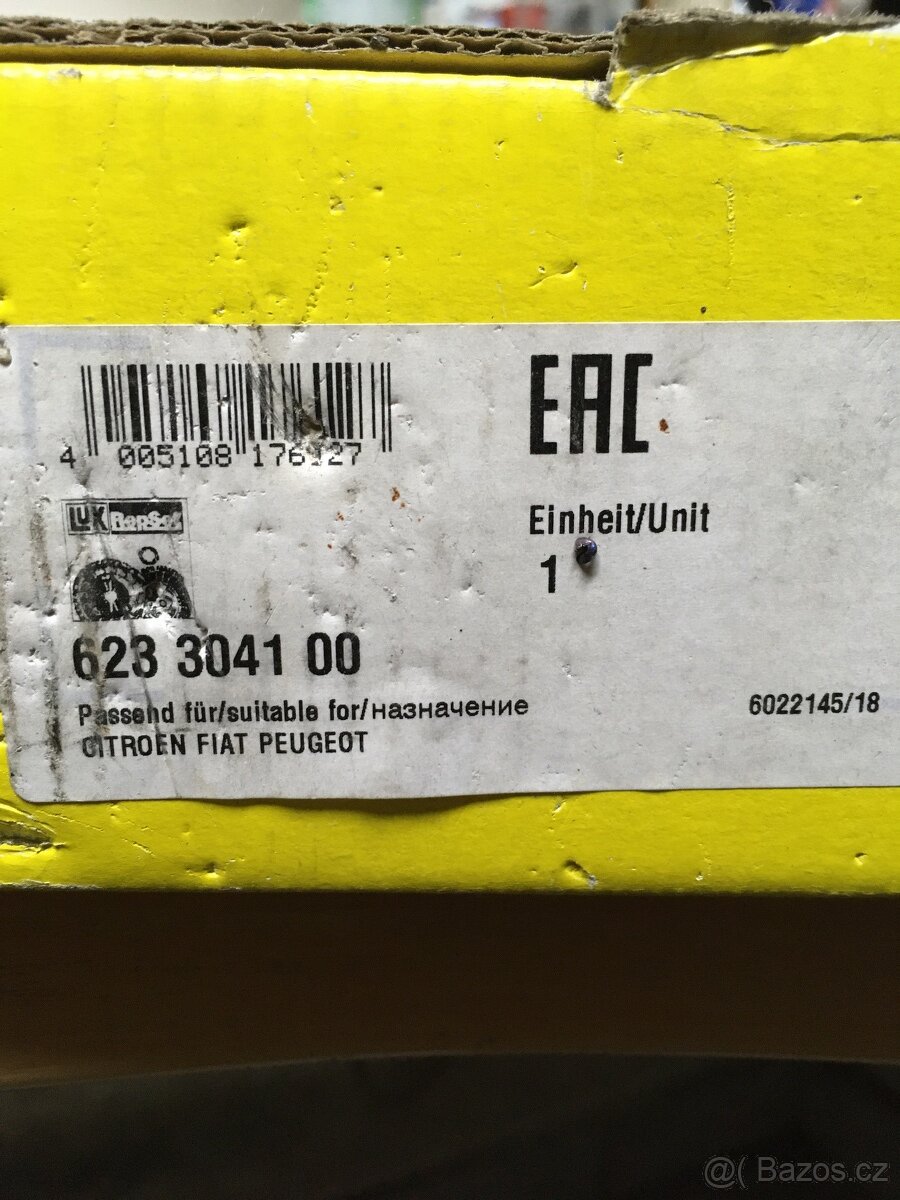 EAC
4 005108 176127
LUK RepSet
Einheit/Unit
1
623 3041 00
Passend für/suitable for/назначение
6022145/18
CITROEN FIAT PEUGEOT
@( Bazos.cz